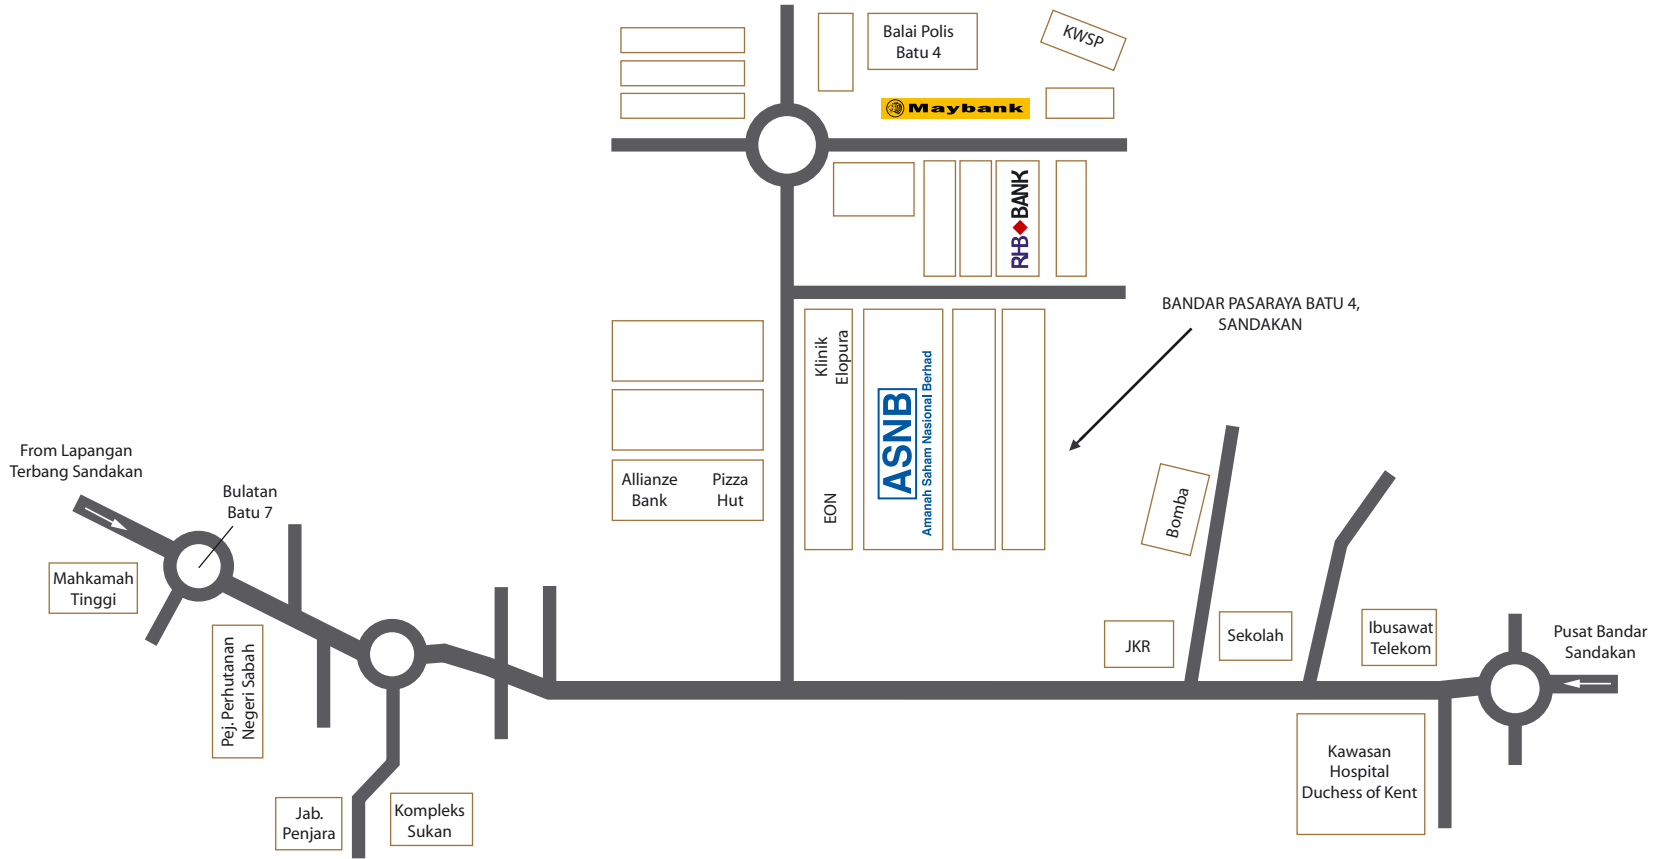 Balai Polis
Batu 4
KWSP
Maybank
RHB BANK
BANDAR PASARAYA BATU 4,
SANDAKAN
Klinik
Elopura
EON
ASNB
Amanah Saham Nasional Berhad
Allianze
Bank
Pizza
Hut
From Lapangan
Terbang Sandakan
Bulatan
Batu 7
Mahkamah
Tinggi
Pej. Perhutanan
Negeri Sabah
Jab.
Penjara
Kompleks
Sukan
Bomba
JKR
Sekolah
Ibusawat
Telekom
Pusat Bandar
Sandakan
Kawasan
Hospital
Duchess of Kent